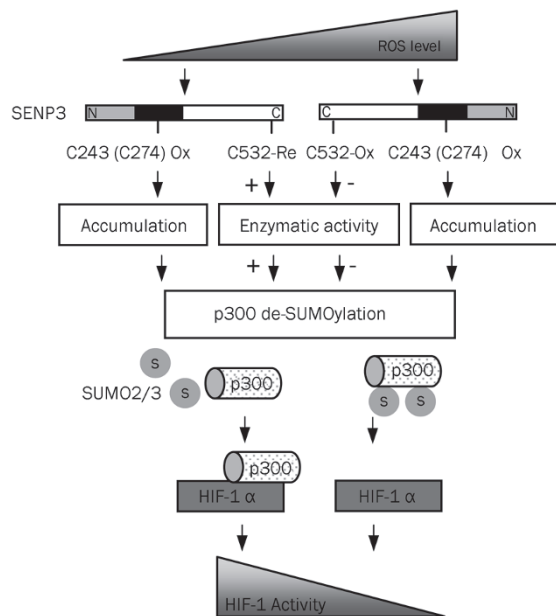 ROS level
SENP3
N C C N
C243 (C274) Ox C532-Re C532-Ox C243 (C274) Ox
+ -
Accumulation Enzymatic activity Accumulation
+ -
p300 de-SUMOylation
S
S
SUMO2/3
p300
p300
S S
p300
HIF-1 α HIF-1 α
HIF-1 Activity